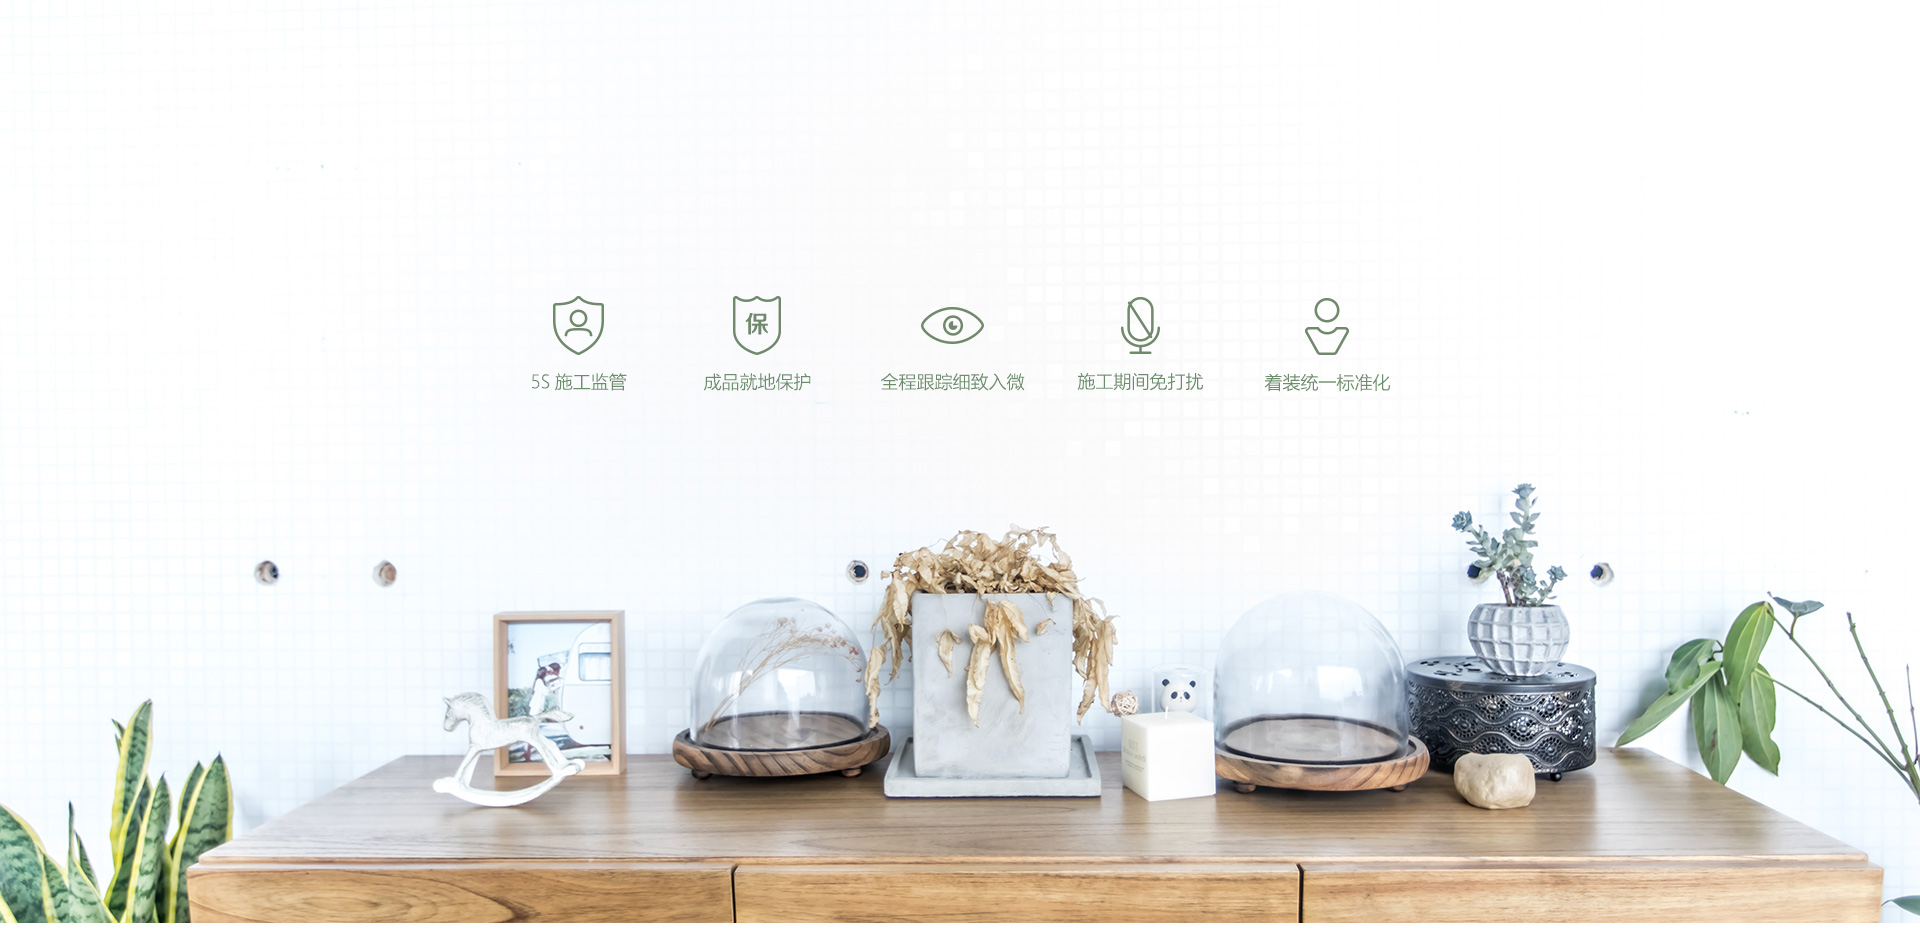 保
5S 施工监管
成品就地保护
全程跟踪细致入微
施工期间免打扰
着装统一标准化